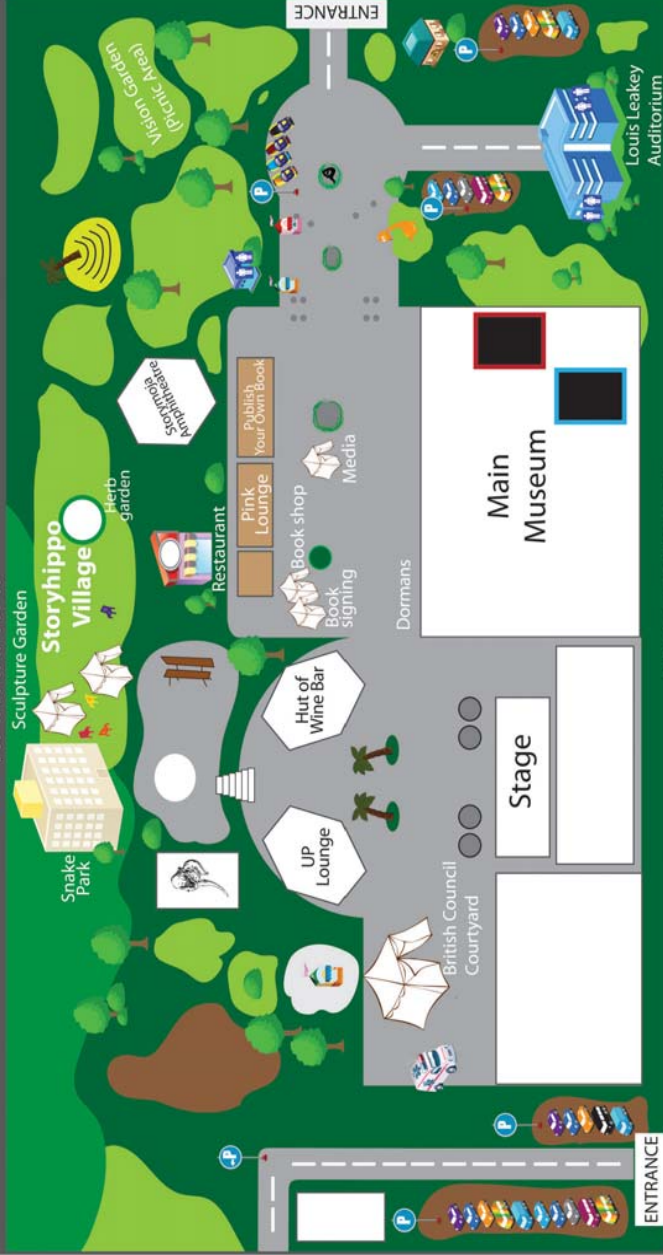 Sculpture Garden
Storyhippo
Village
Herb
garden
Vision Garden
(Picnic Area)
Snake
Park
Storymoja
Amphitheatre
Restaurant
ENTRANCE
Pink
Lounge
Publish
Your Own Book
Book shop
Book
signing
Media
UP
Lounge
Hut of
Wine Bar
Dormans
British Council
Courtyard
Stage
Main
Museum
Louis Leakey
Auditorium
ENTRANCE
P
P
P
P
P
P